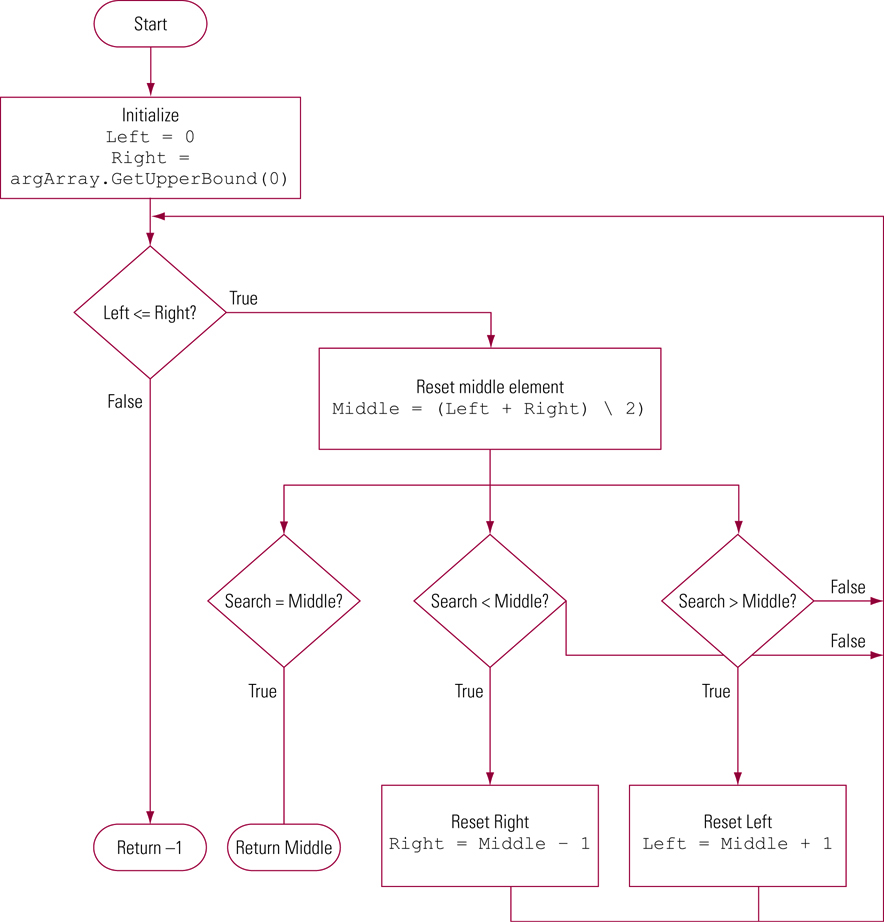 Start
Initialize
Left = 0
Right =
argArray.GetUpperBound(0)
Left <= Right?
True
False
Reset middle element
Middle = (Left + Right) \ 2)
Search = Middle?
Search < Middle?
Search > Middle?
False
False
True
True
True
Return –1
Return Middle
Reset Right
Right = Middle – 1
Reset Left
Left = Middle + 1